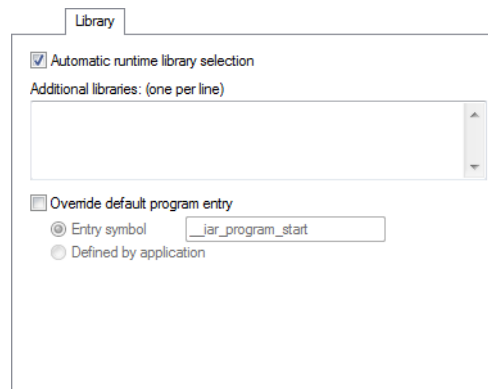 Library
Automatic runtime library selection
Additional libraries: (one per line)
Override default program entry
Entry symbol __iar_program_start
Defined by application